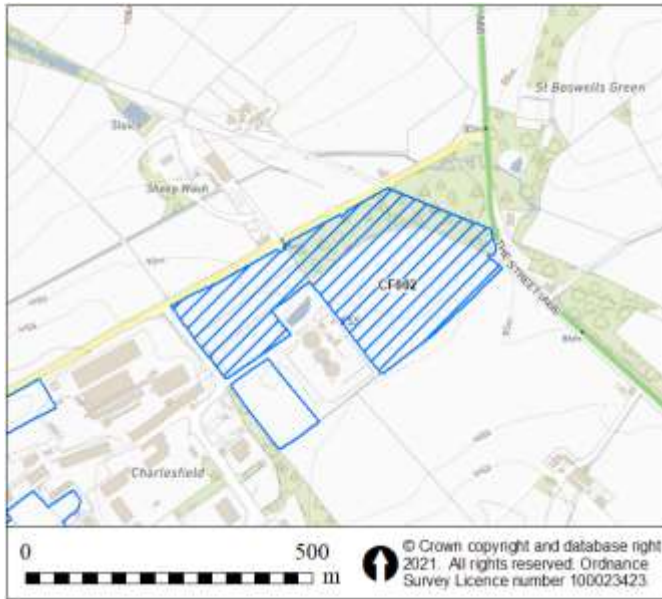 St Boswells Green
Sluice
Sheep Wash
CF002
THE STREET
Charlesfield
0 500
m
© Crown copyright and database right
2021. All rights reserved. Ordnance
Survey Licence number 100023423.